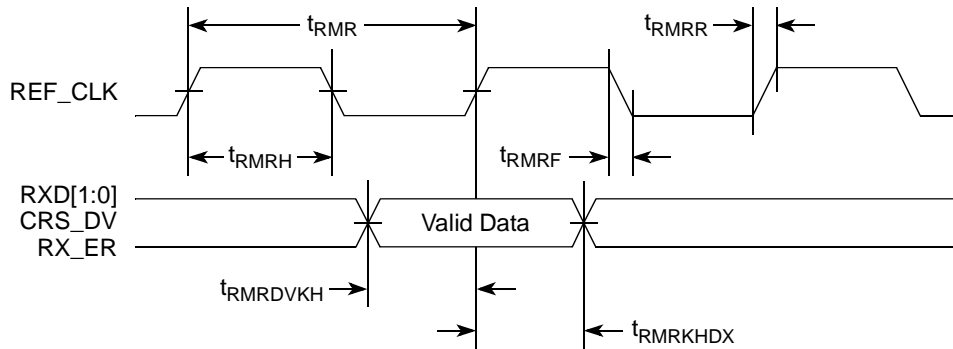 tRMR
tRMRR
REF_CLK
tRMRH
tRMRF
RXD[1:0]
CRS_DV
RX_ER
Valid Data
tRMRDVKH
tRMRKHDX